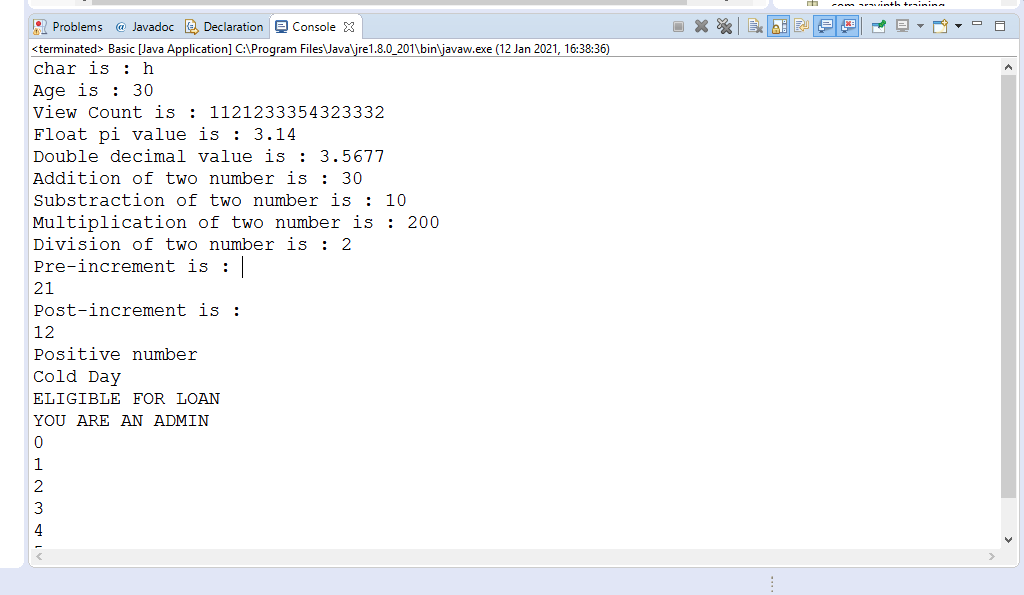 com.aravinth.training
Problems @ Javadoc Declaration Console
<terminated> Basic [Java Application] C:\Program Files\Java\jre1.8.0_201\bin\javaw.exe (12 Jan 2021, 16:38:36)
char is : h
Age is : 30
View Count is : 1121233354323332
Float pi value is : 3.14
Double decimal value is : 3.5677
Addition of two number is : 30
Substraction of two number is : 10
Multiplication of two number is : 200
Division of two number is : 2
Pre-increment is :
21
Post-increment is :
12
Positive number
Cold Day
ELIGIBLE FOR LOAN
YOU ARE AN ADMIN
0
1
2
3
4